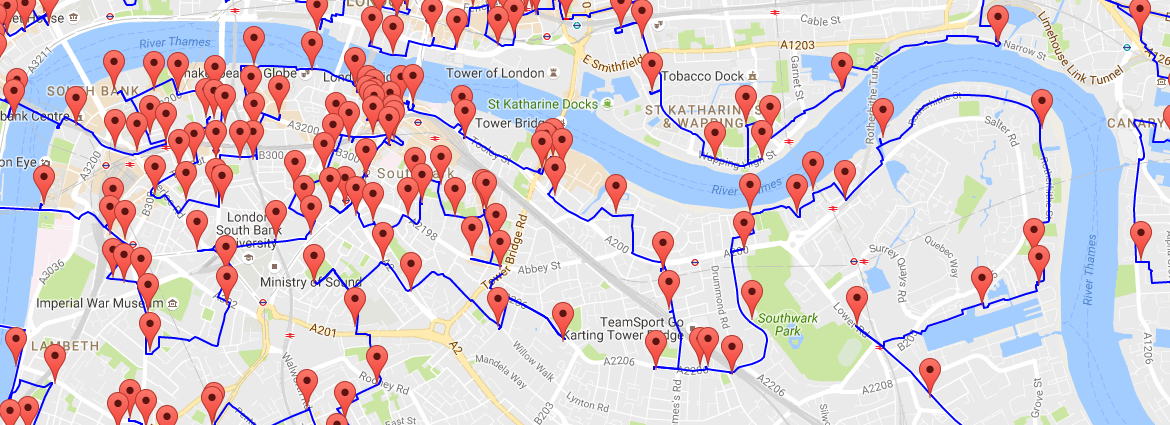 Cable St
A1203
Limehouse Link Tunnel
Narrow St
A3211
River Thames
E Smithfield
Garnet St
Rotherhithe Tunnel
Tower of London
Tobacco Dock
SOUTH BANK
St Katharine Docks
ST KATHARINE'S
& WAPPING
Salter Rd
CANARY
A3200
A3200
B300
B300
Tower Bridge
Tooley St
Wapping High St
River Thames
London
South Bank
University
A2198
A200
A200
Tower Bridge Rd
Abbey St
Quebec Way
Surrey Quays Rd
River Thames
A3036
Ministry of Sound
Imperial War Museum
Drummond Rd
Southwark
Park
Lower Rd
TeamSport Go
Karting Tower Bridge
LAMBETH
A201
A2
Willow Walk
A2206
A2206
A2206
A2208
A1206
Mandela Way
Rodney Rd
Lynton Rd
B203
East St
Grove St